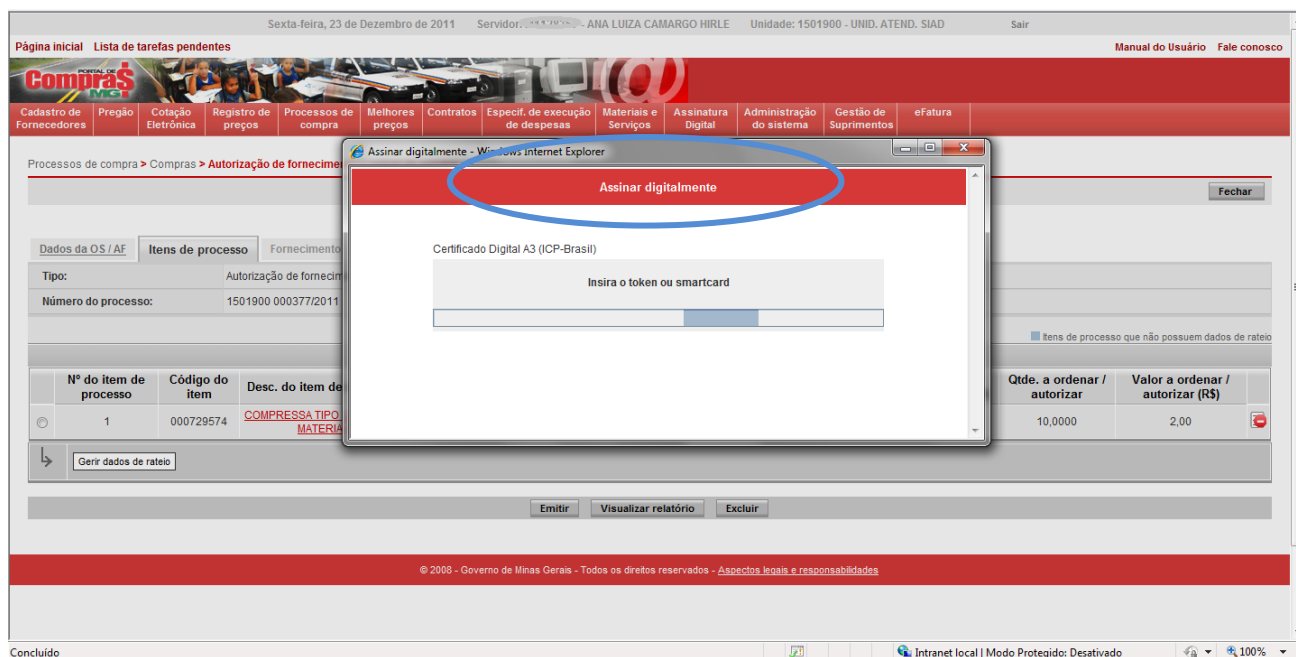 Sexta-feira, 23 de Dezembro de 2011 Servidor: - ANA LUIZA CAMARGO HIRLE Unidade: 1501900 - UNID. ATEND. SIAD Sair
Página inicial Lista de tarefas pendentes Manual do Usuário Fale conosco
PORTAL DE
Compras
MG
Cadastro de Fornecedores Pregão Cotação Eletrônica Registro de preços Processos de compra Melhores preços Contratos Especif. de execução de despesas Materiais e Serviços Assinatura Digital Administração do sistema Gestão de Suprimentos eFatura
Assinar digitalmente - Windows Internet Explorer
Processos de compra > Compras > Autorização de fornecime
Assinar digitalmente
Fechar
Dados da OS / AF Itens de processo Fornecimento
Certificado Digital A3 (ICP-Brasil)
Tipo: Autorização de fornecim
Insira o token ou smartcard
Número do processo: 1501900 000377/2011
Itens de processo que não possuem dados de rateio
Nº do item de processo Código do item Desc. do item de Qtde. a ordenar / autorizar Valor a ordenar / autorizar (R$)
1 000729574 COMPRESSA TIPO 10,0000 2,00
MATERIA
Gerir dados de rateio
Emitir Visualizar relatório Excluir
© 2008 - Governo de Minas Gerais - Todos os direitos reservados - Aspectos legais e responsabilidades
Concluído Intranet local | Modo Protegido: Desativado 100%